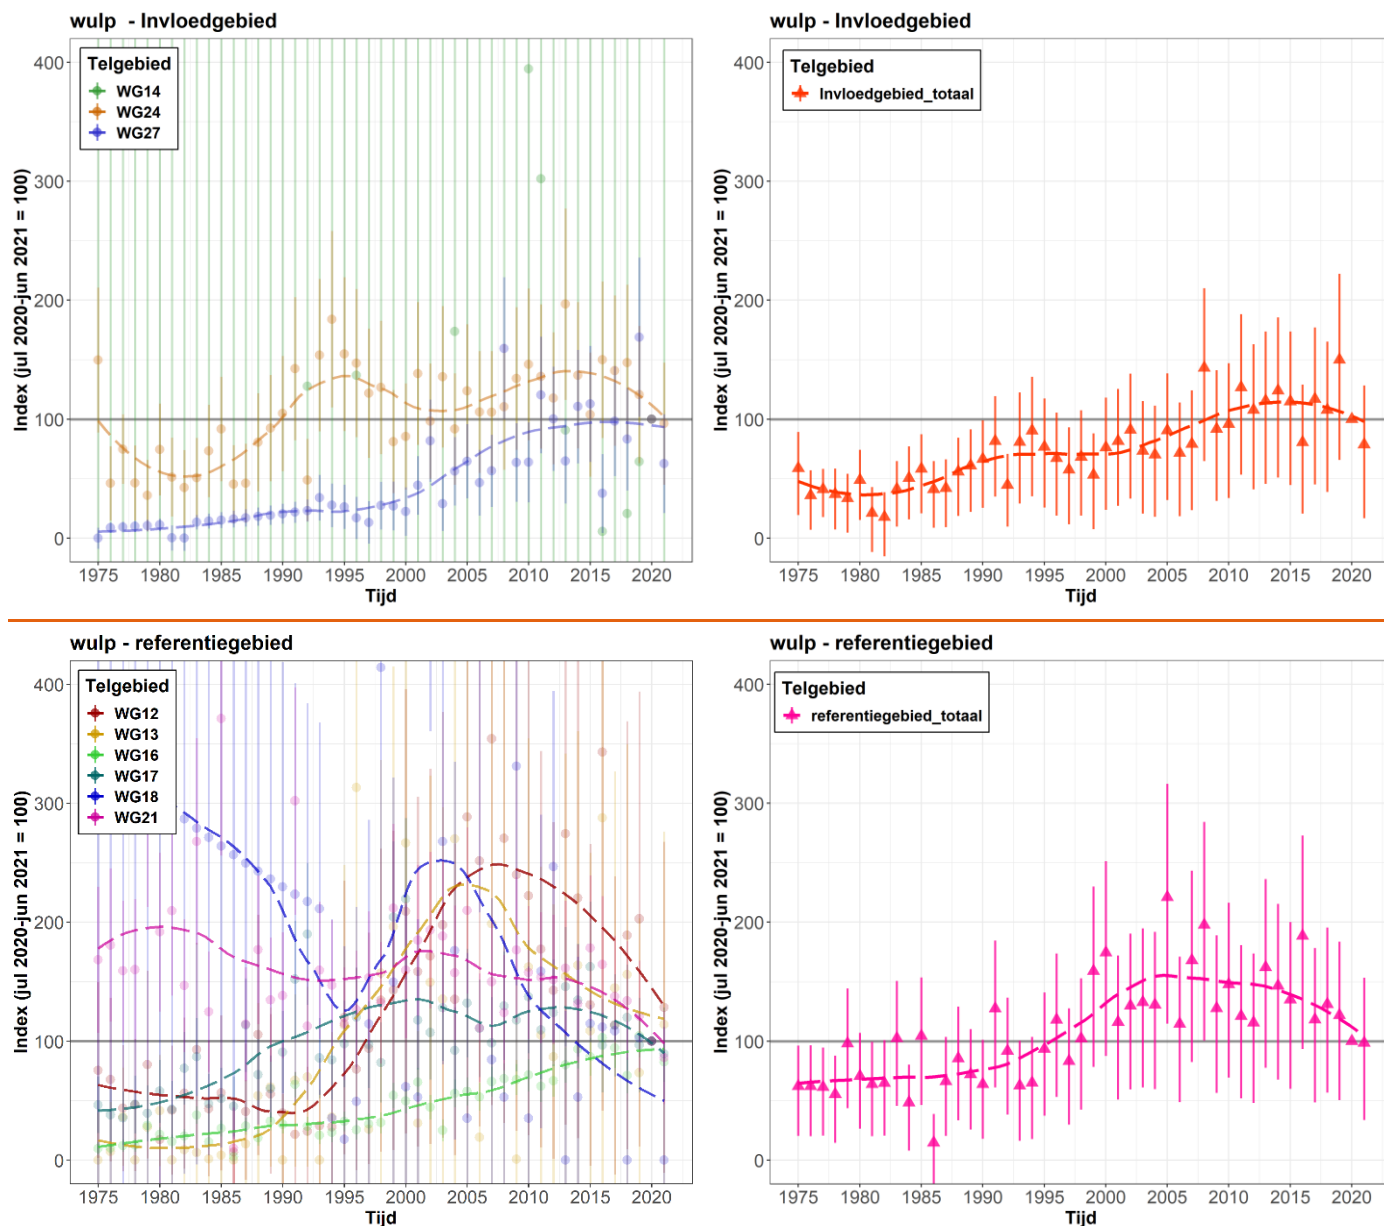 wulp - Invloedgebied
Index (jul 2020-jun 2021 = 100)
400
300
200
100
0
Telgebied
WG14
WG24
WG27
1975 1980 1985 1990 1995 2000 2005 2010 2015 2020
Tijd
wulp - Invloedgebied
Index (jul 2020-jun 2021 = 100)
400
300
200
100
0
Telgebied
Invloedgebied_totaal
1975 1980 1985 1990 1995 2000 2005 2010 2015 2020
Tijd
wulp - referentiegebied
Index (jul 2020-jun 2021 = 100)
400
300
200
100
0
Telgebied
WG12
WG13
WG16
WG17
WG18
WG21
1975 1980 1985 1990 1995 2000 2005 2010 2015 2020
Tijd
wulp - referentiegebied
Index (jul 2020-jun 2021 = 100)
400
300
200
100
0
Telgebied
referentiegebied_totaal
1975 1980 1985 1990 1995 2000 2005 2010 2015 2020
Tijd